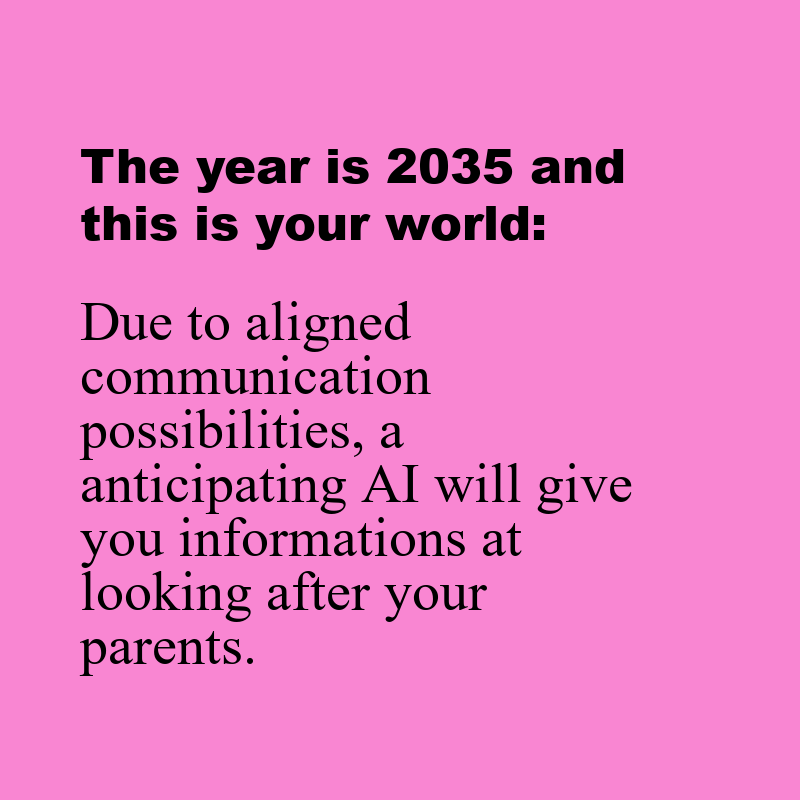 The year is 2035 and
this is your world:
Due to aligned
communication
possibilities, a
anticipating AI will give
you informations at
looking after your
parents.